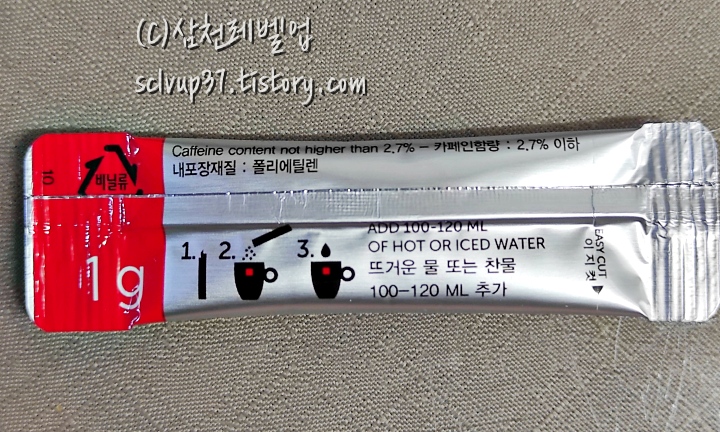 (C)삼천레벨업
sclvup37.tistory.com
Caffeine content not higher than 2.7% – 카페인함량 : 2.7% 이하
내포장재질 : 폴리에틸렌
비닐류
10
1 g
1. 2. 3.
ADD 100-120 ML
OF HOT OR ICED WATER
뜨거운 물 또는 찬물
100-120 ML 추가
EASY CUT
이지컷